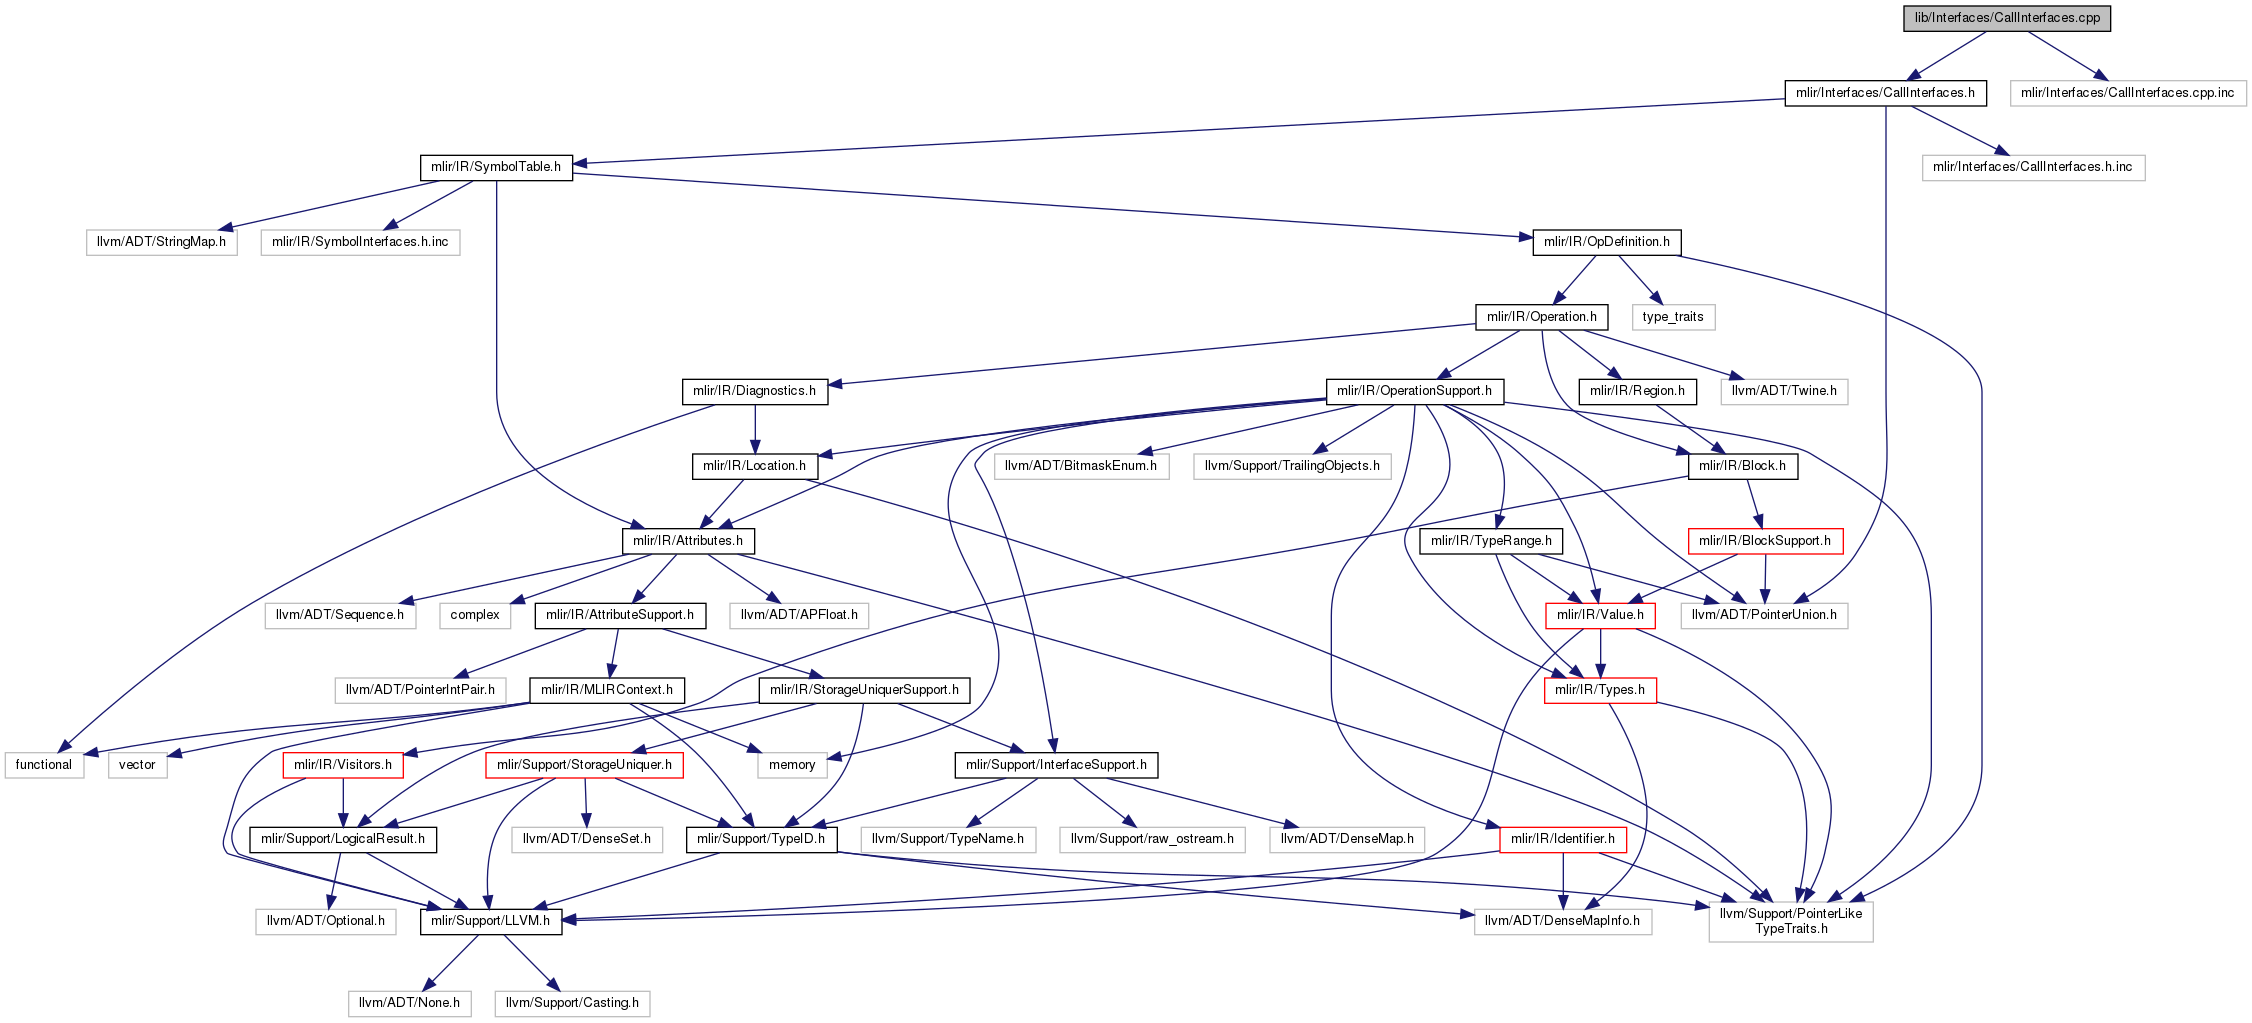 lib/Interfaces/CallInterfaces.cpp
mlir/Interfaces/CallInterfaces.h
mlir/Interfaces/CallInterfaces.cpp.inc
mlir/IR/SymbolTable.h
mlir/Interfaces/CallInterfaces.h.inc
llvm/ADT/StringMap.h
mlir/IR/SymbolInterfaces.h.inc
mlir/IR/OpDefinition.h
mlir/IR/Operation.h
type_traits
mlir/IR/Diagnostics.h
mlir/IR/OperationSupport.h
mlir/IR/Region.h
llvm/ADT/Twine.h
mlir/IR/Location.h
llvm/ADT/BitmaskEnum.h
llvm/Support/TrailingObjects.h
mlir/IR/Block.h
mlir/IR/Attributes.h
mlir/IR/TypeRange.h
mlir/IR/BlockSupport.h
llvm/ADT/Sequence.h
complex
mlir/IR/AttributeSupport.h
llvm/ADT/APFloat.h
mlir/IR/Value.h
llvm/ADT/PointerUnion.h
llvm/ADT/PointerIntPair.h
mlir/IR/MLIRContext.h
mlir/IR/StorageUniquerSupport.h
mlir/IR/Types.h
functional
vector
mlir/IR/Visitors.h
mlir/Support/StorageUniquer.h
memory
mlir/Support/InterfaceSupport.h
mlir/Support/LogicalResult.h
llvm/ADT/DenseSet.h
mlir/Support/TypeID.h
llvm/Support/TypeName.h
llvm/Support/raw_ostream.h
llvm/ADT/DenseMap.h
mlir/IR/Identifier.h
llvm/ADT/Optional.h
mlir/Support/LLVM.h
llvm/ADT/DenseMapInfo.h
llvm/Support/PointerLike
TypeTraits.h
llvm/ADT/None.h
llvm/Support/Casting.h